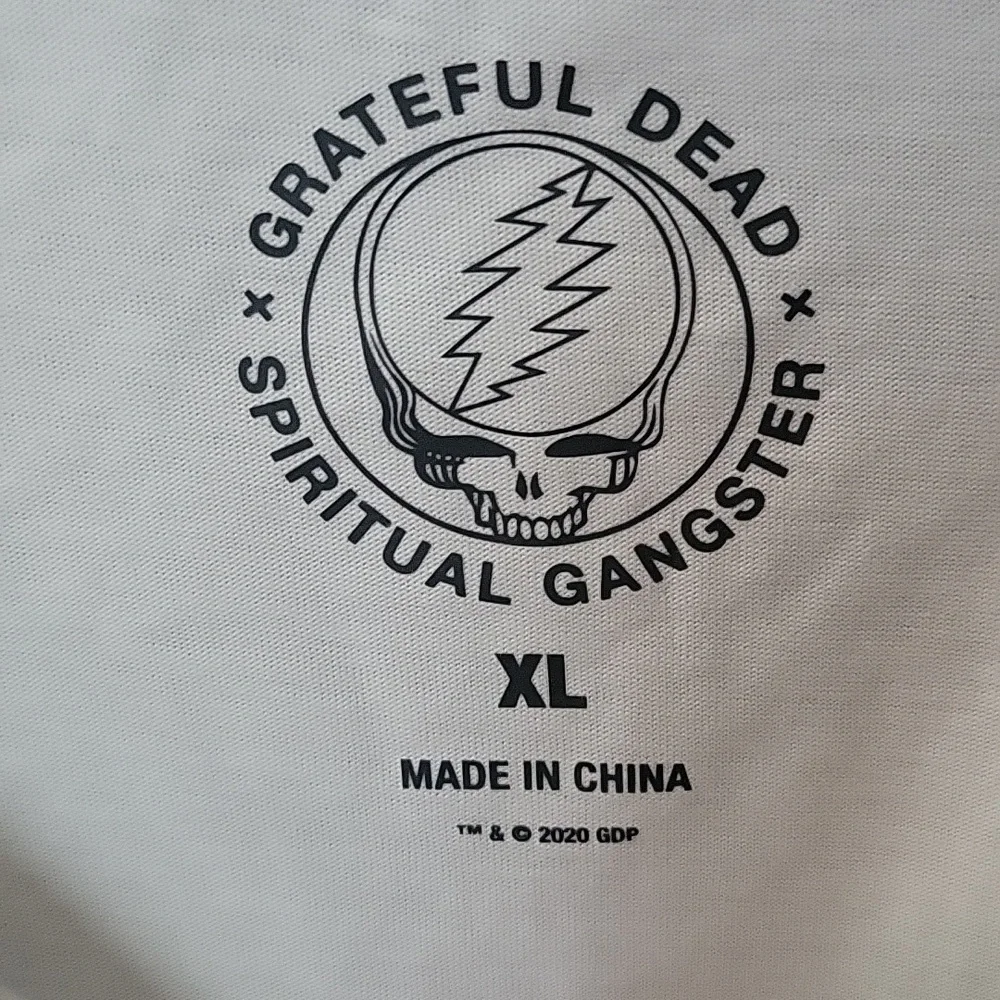 GRATEFUL DEAD
× SPIRITUAL GANGSTER ×
XL
MADE IN CHINA
™ & © 2020 GDP